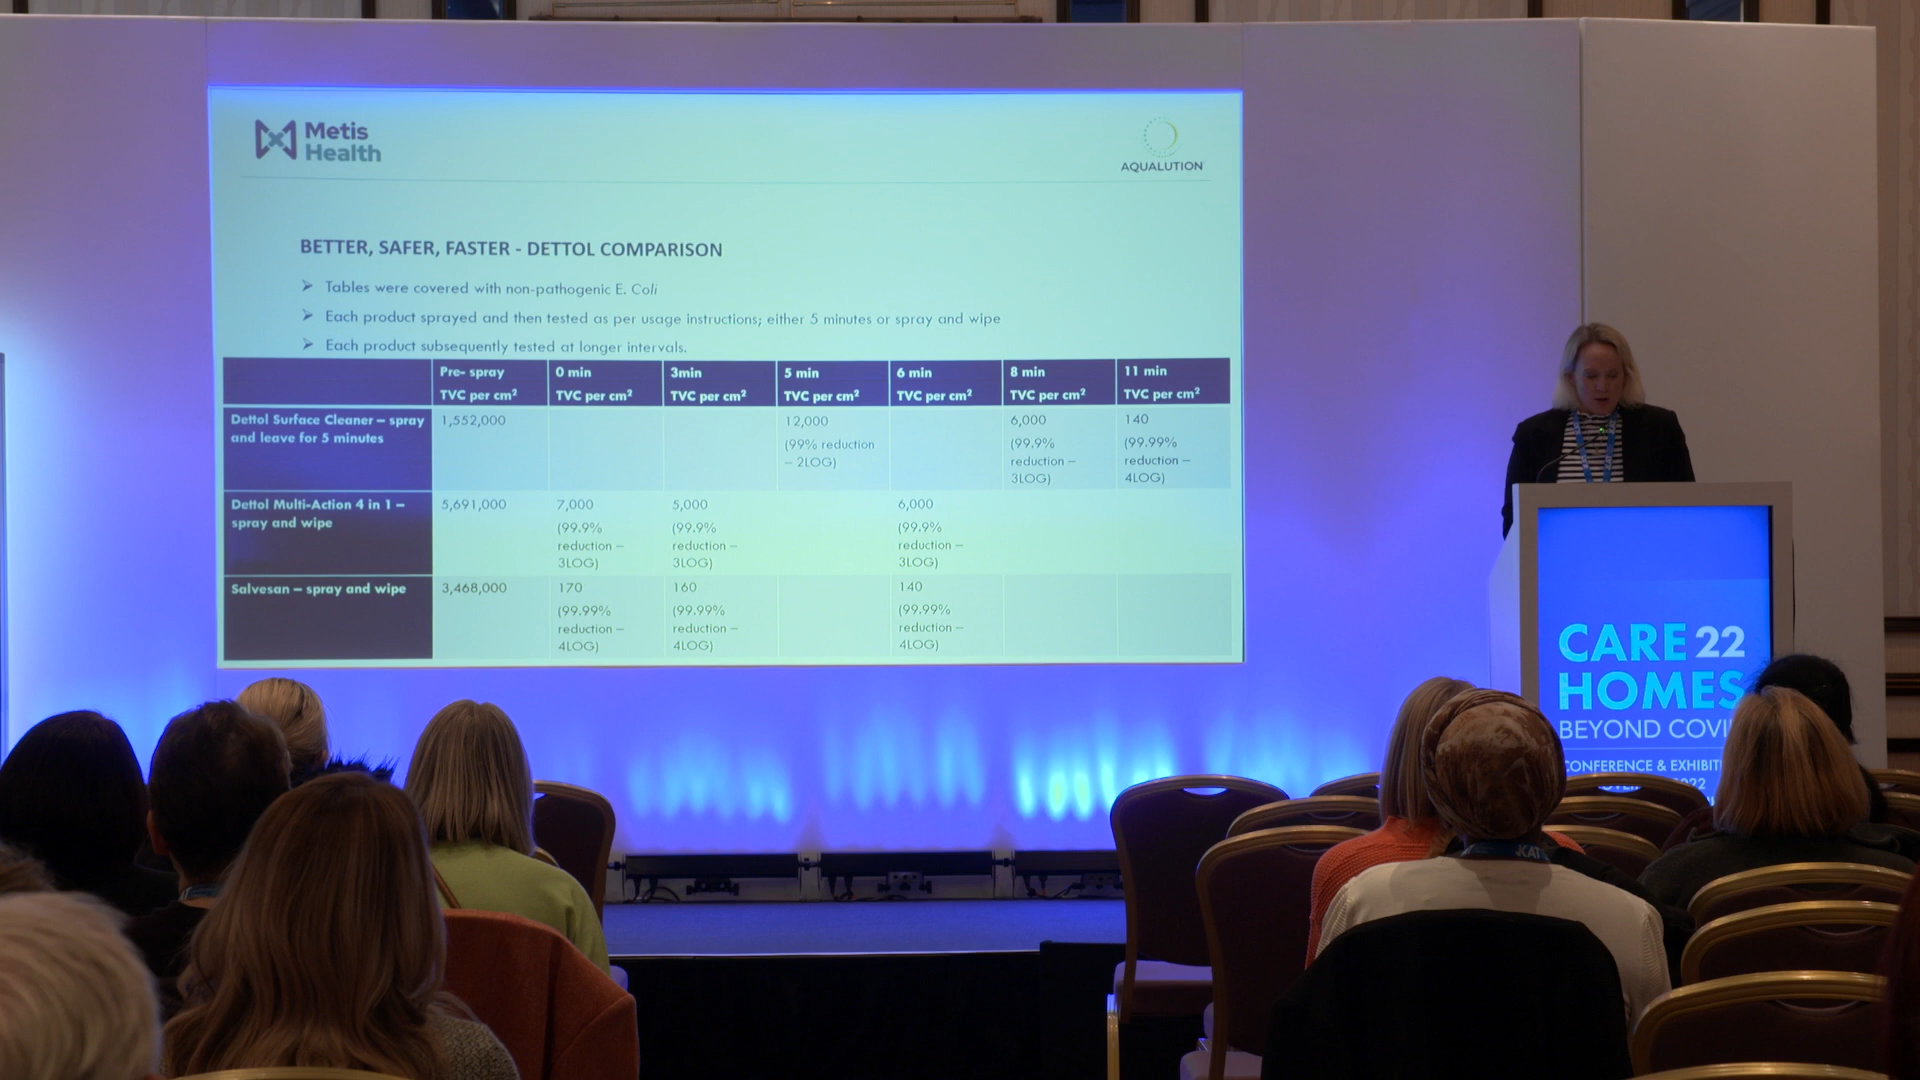 Metis
Health
AQUALUTION
BETTER, SAFER, FASTER - DETTOL COMPARISON
➢ Tables were covered with non-pathogenic E. Coli
➢ Each product sprayed and then tested as per usage instructions; either 5 minutes or spray and wipe
➢ Each product subsequently tested at longer intervals.
Pre- spray 0 min 3min 5 min 6 min 8 min 11 min
TVC per cm² TVC per cm² TVC per cm² TVC per cm² TVC per cm² TVC per cm² TVC per cm²
Dettol Surface Cleaner – spray 1,552,000 12,000 6,000 140
and leave for 5 minutes (99% reduction (99.9% (99.99%
– 2LOG) reduction – reduction –
3LOG) 4LOG)
Dettol Multi-Action 4 in 1 – 5,691,000 7,000 5,000 6,000
spray and wipe (99.9% (99.9% (99.9%
reduction – reduction – reduction –
3LOG) 3LOG) 3LOG)
Salvesan – spray and wipe 3,468,000 170 160 140
(99.99% (99.99% (99.99%
reduction – reduction – reduction –
4LOG) 4LOG) 4LOG)
CARE 22
HOMES
BEYOND COVI
CONFERENCE & EXHIBIT
22
KAT